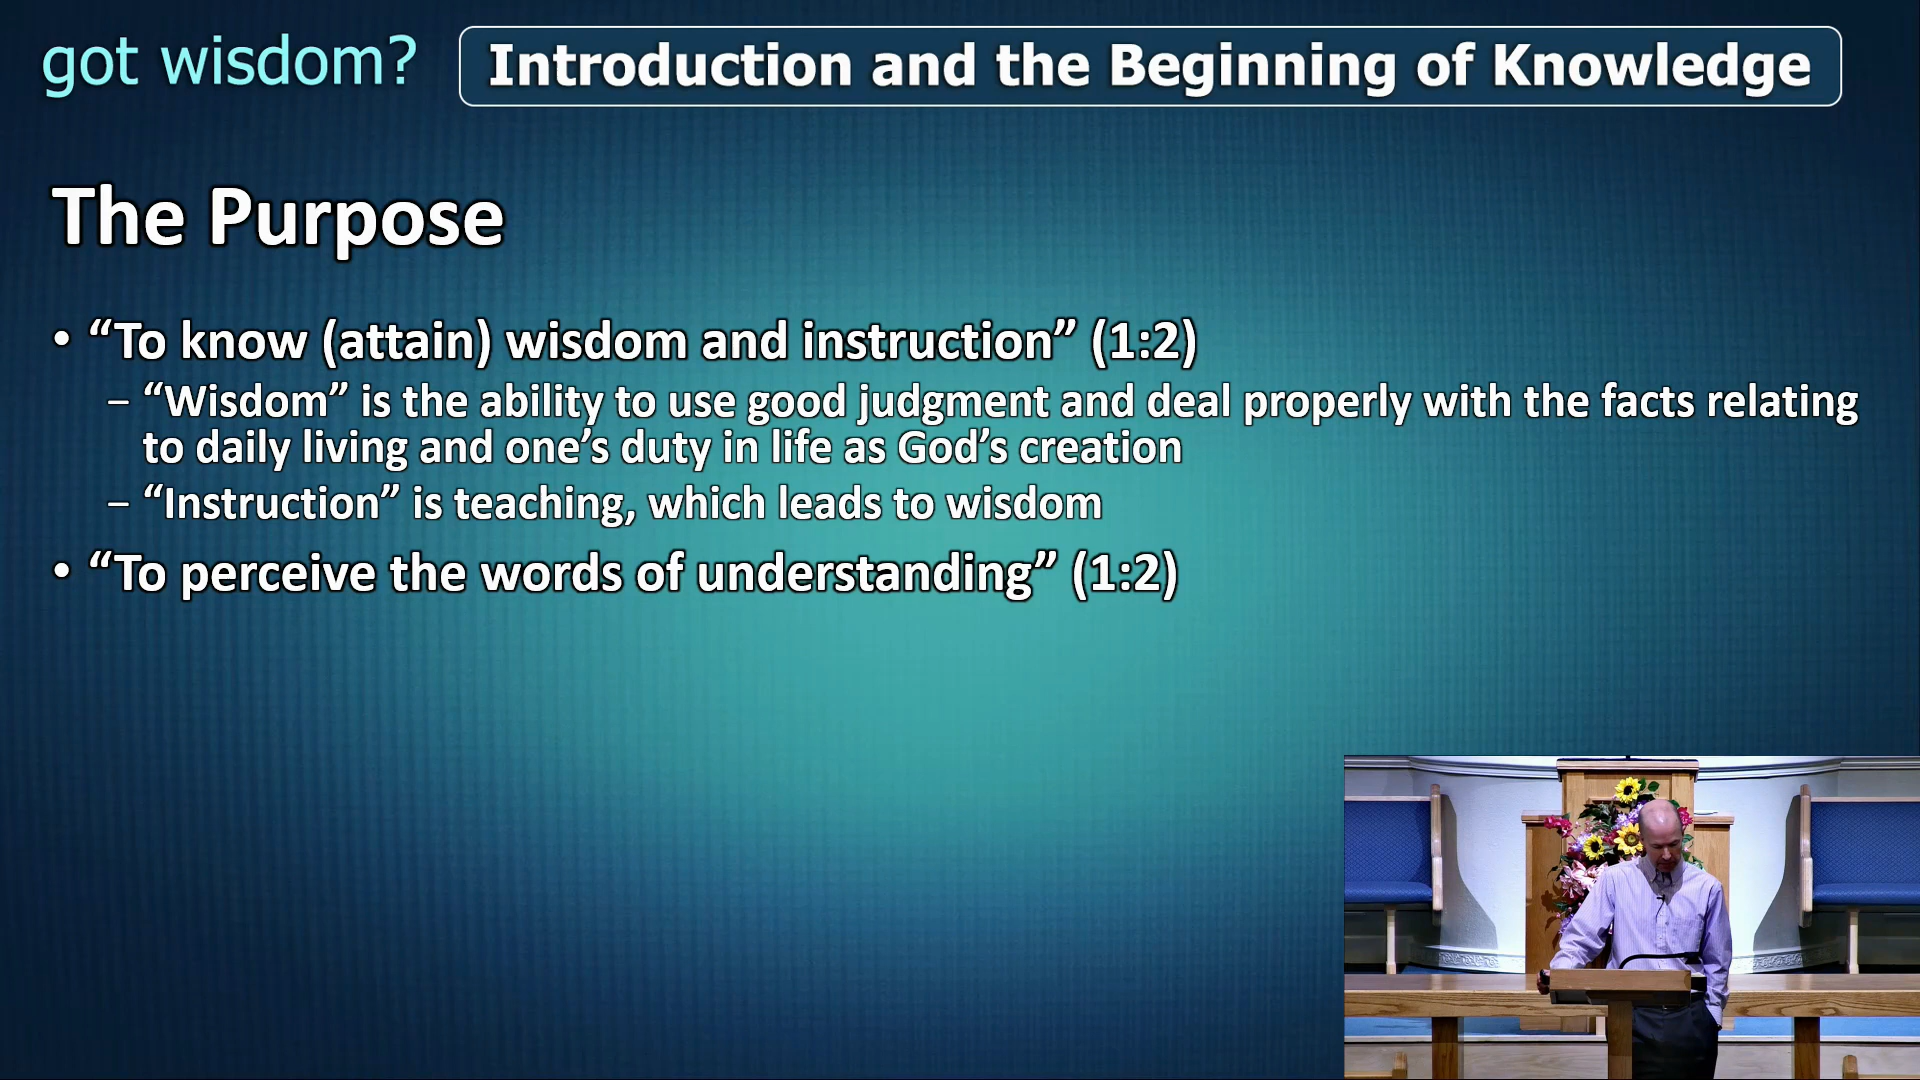 got wisdom?
Introduction and the Beginning of Knowledge
The Purpose
• “To know (attain) wisdom and instruction” (1:2)
– “Wisdom” is the ability to use good judgment and deal properly with the facts relating
to daily living and one’s duty in life as God’s creation
– “Instruction” is teaching, which leads to wisdom
• “To perceive the words of understanding” (1:2)